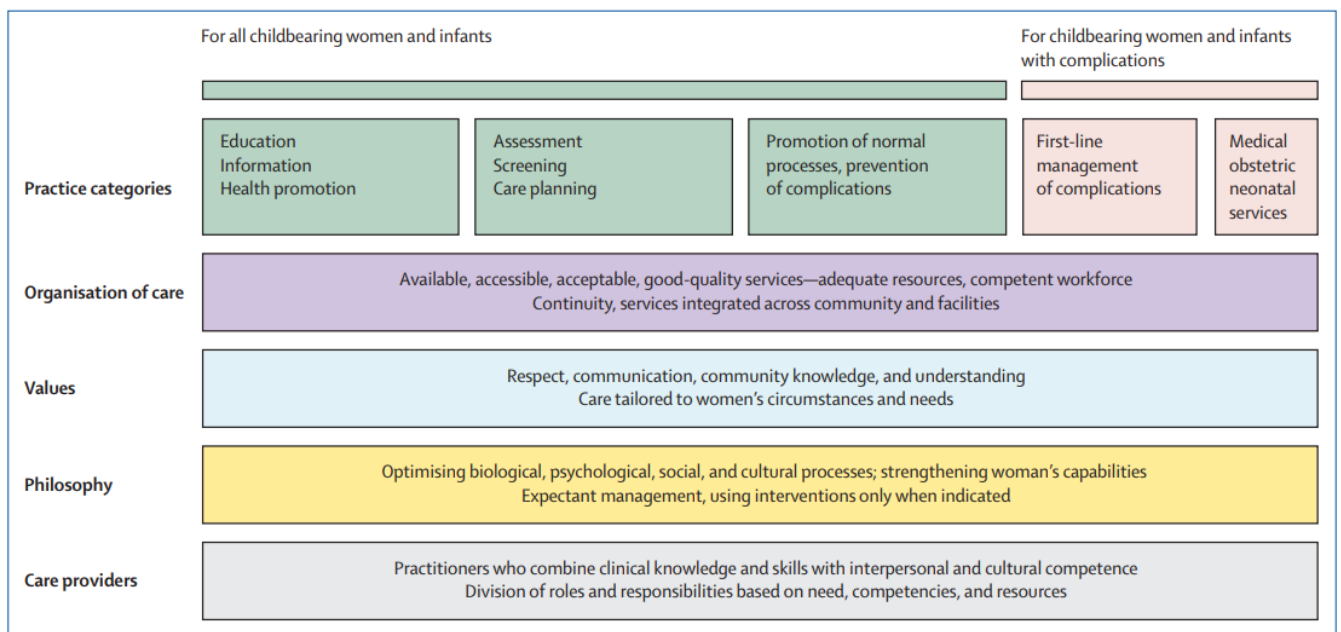 For all childbearing women and infants
For childbearing women and infants
with complications
Practice categories
Education
Information
Health promotion
Assessment
Screening
Care planning
Promotion of normal
processes, prevention
of complications
First-line
management
of complications
Medical
obstetric
neonatal
services
Organisation of care
Available, accessible, acceptable, good-quality services—adequate resources, competent workforce
Continuity, services integrated across community and facilities
Values
Respect, communication, community knowledge, and understanding
Care tailored to women’s circumstances and needs
Philosophy
Optimising biological, psychological, social, and cultural processes; strengthening woman’s capabilities
Expectant management, using interventions only when indicated
Care providers
Practitioners who combine clinical knowledge and skills with interpersonal and cultural competence
Division of roles and responsibilities based on need, competencies, and resources